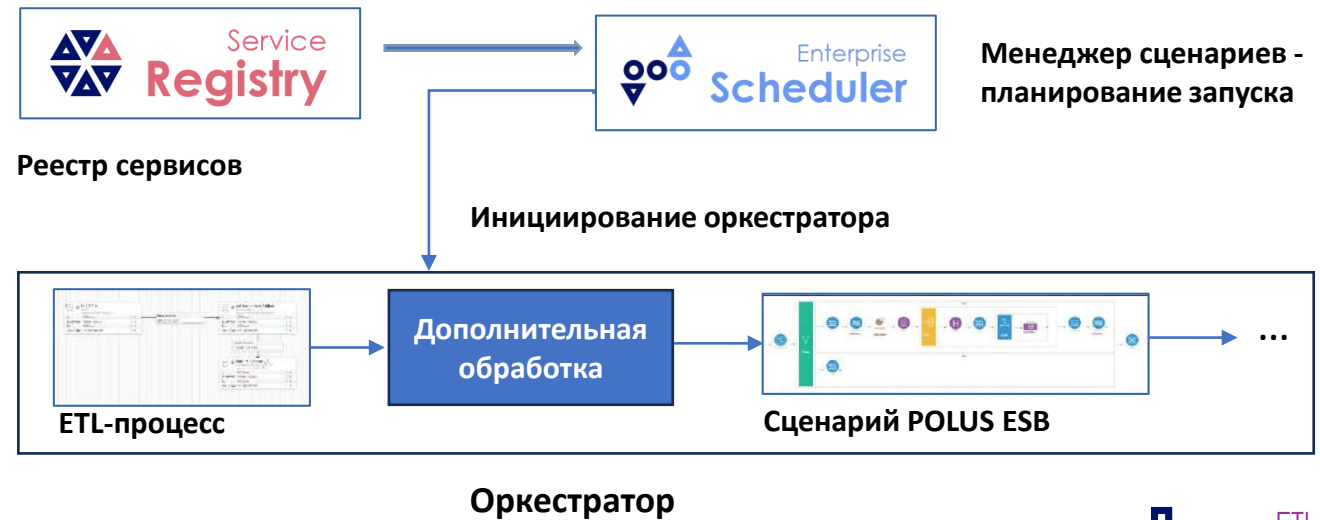 Service
Registry
Enterprise
Scheduler
Менеджер сценариев -
планирование запуска
Реестр сервисов
Инициирование оркестратора
Дополнительная
обработка
...
ETL-процесс
Сценарий POLUS ESB
Оркестратор
ETL